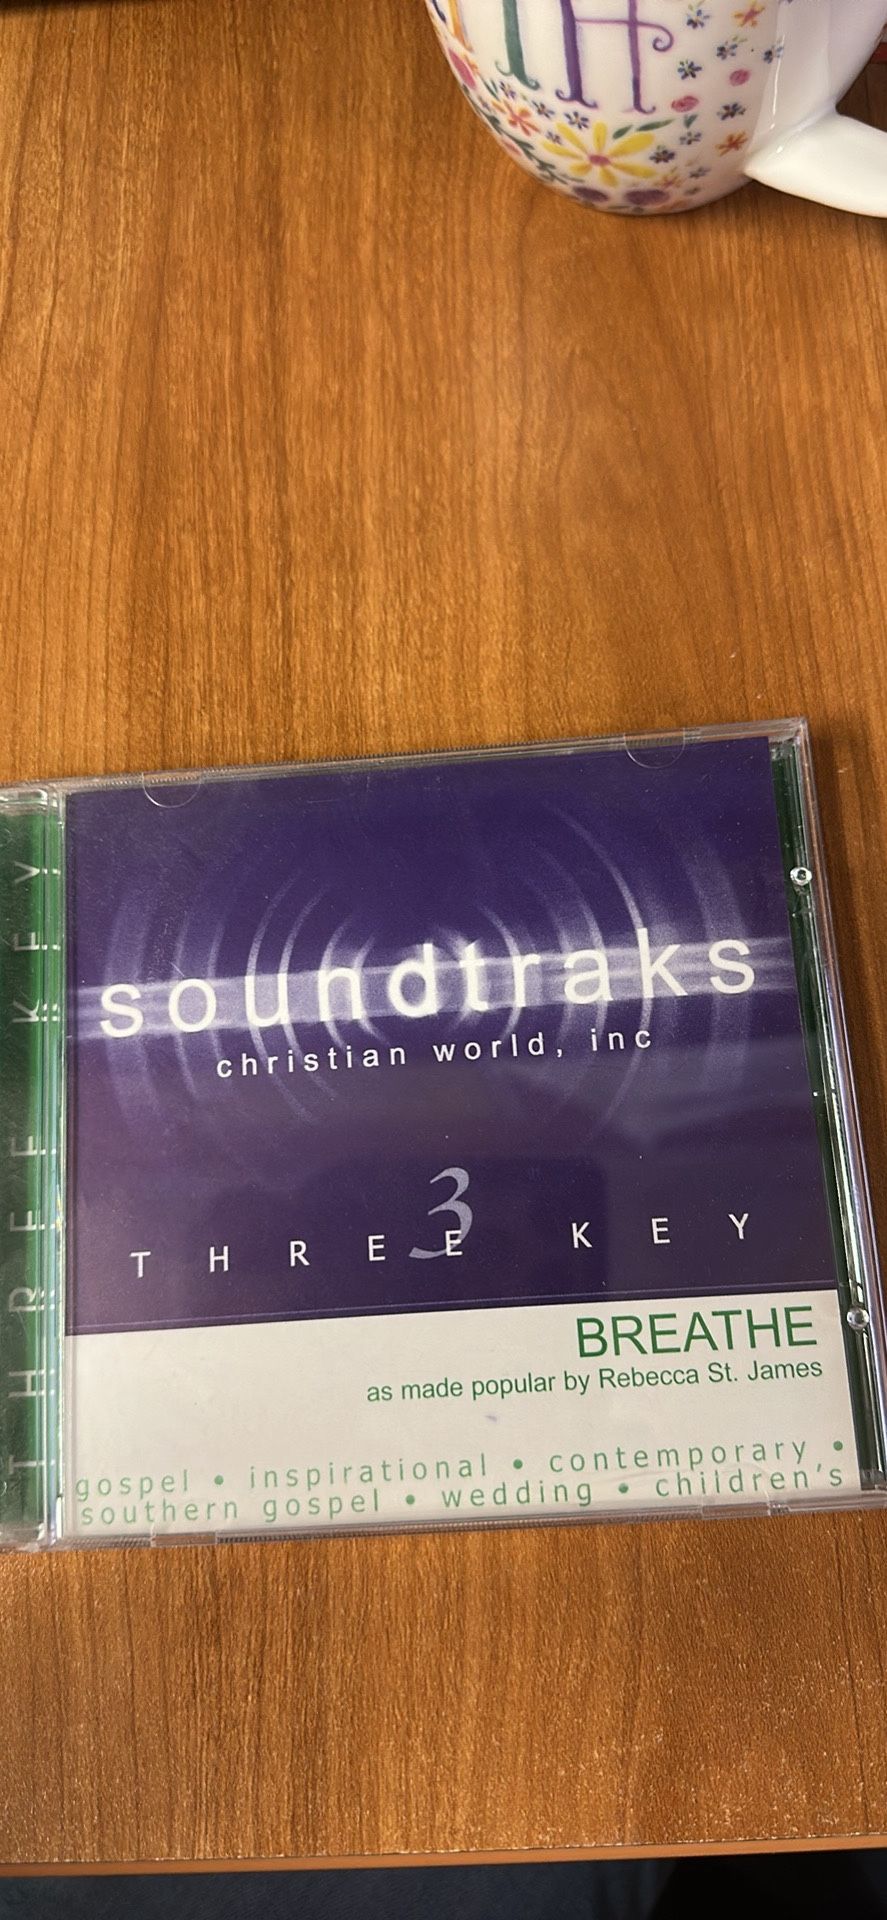 TH
soundtraks
christian world, inc
3
THREE KEY
BREATHE
as made popular by Rebecca St. James
gospel • inspirational • contemporary •
southern gospel • wedding • children's
THREE KEY